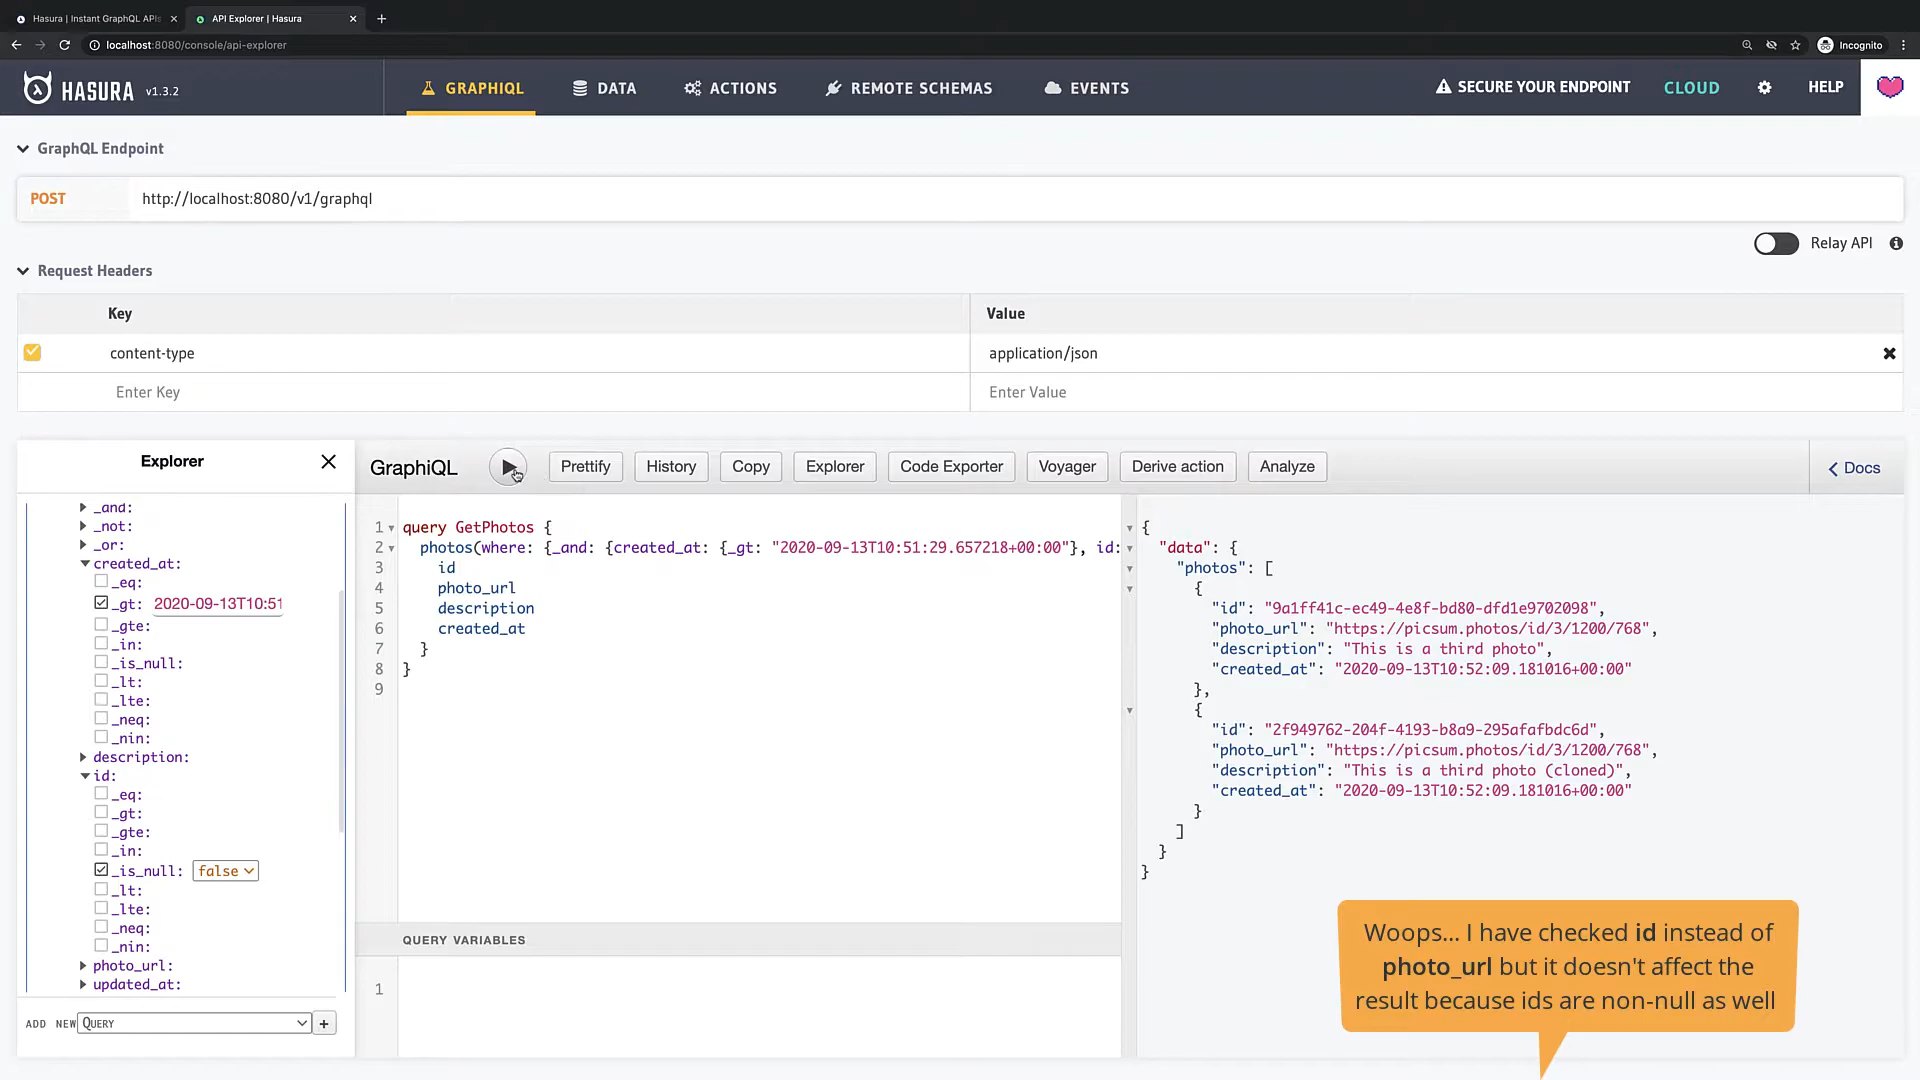 Hasura | Instant GraphQL APIs
API Explorer | Hasura
localhost:8080/console/api-explorer
Incognito
HASURA v1.3.2
GRAPHIQL
DATA
ACTIONS
REMOTE SCHEMAS
EVENTS
SECURE YOUR ENDPOINT
CLOUD
HELP
GraphQL Endpoint
POST http://localhost:8080/v1/graphql
Relay API
Request Headers
Key Value
content-type application/json
Enter Key Enter Value
Explorer
_and:
_not:
_or:
created_at:
_eq:
_gt: 2020-09-13T10:51
_gte:
_in:
_is_null:
_lt:
_lte:
_neq:
_nin:
description:
id:
_eq:
_gt:
_gte:
_in:
_is_null: false
_lt:
_lte:
_neq:
_nin:
photo_url:
updated_at:
ADD NEW QUERY +
GraphiQL
Prettify
History
Copy
Explorer
Code Exporter
Voyager
Derive action
Analyze
Docs
1 query GetPhotos {
2 photos(where: {_and: {created_at: {_gt: "2020-09-13T10:51:29.657218+00:00"}, id:
3 id
4 photo_url
5 description
6 created_at
7 }
8 }
9
QUERY VARIABLES
1
{
"data": {
"photos": [
{
"id": "9a1ff41c-ec49-4e8f-bd80-dfd1e9702098",
"photo_url": "https://picsum.photos/id/3/1200/768",
"description": "This is a third photo",
"created_at": "2020-09-13T10:52:09.181016+00:00"
},
{
"id": "2f949762-204f-4193-b8a9-295afafbdc6d",
"photo_url": "https://picsum.photos/id/3/1200/768",
"description": "This is a third photo (cloned)",
"created_at": "2020-09-13T10:52:09.181016+00:00"
}
]
}
}
Woops... I have checked id instead of
photo_url but it doesn't affect the
result because ids are non-null as well